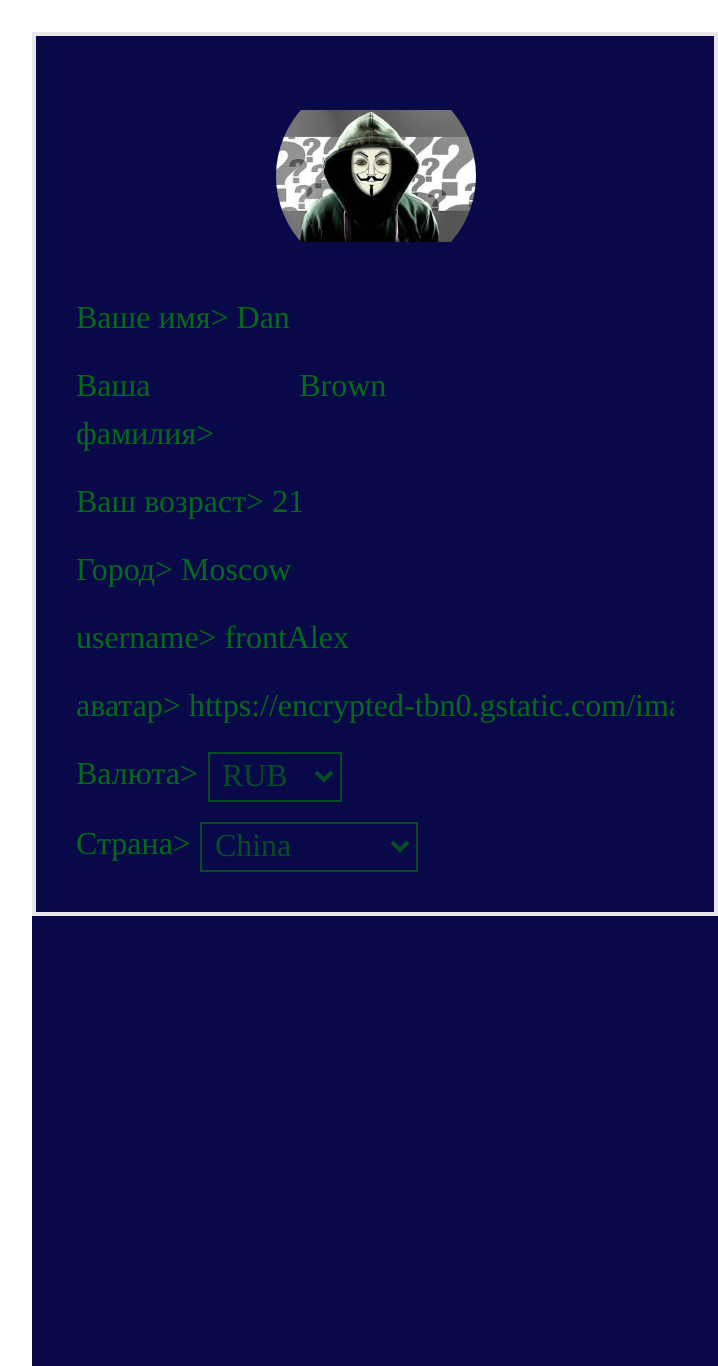 Ваше имя> Dan
Ваша Brown
фамилия>
Ваш возраст> 21
Город> Moscow
username> frontAlex
аватар> https://encrypted-tbn0.gstatic.com/ima
Валюта> RUB
Страна> China